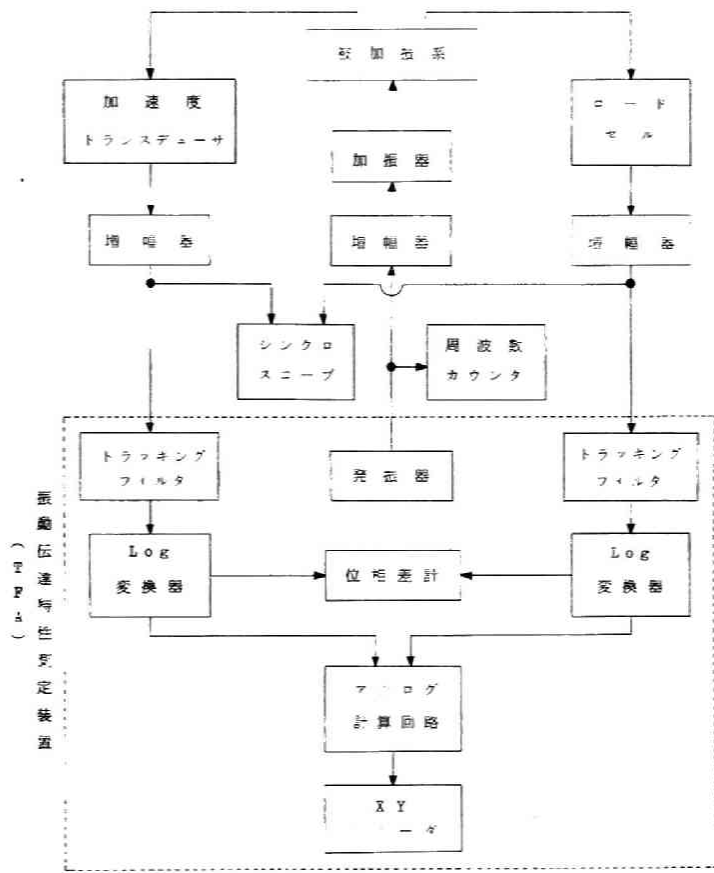 被加振系
加速度
トランスデューサ
ロード
セル
加振器
増幅器
増幅器
増幅器
シンクロ
スコープ
周波数
カウンタ
トラッキング
フィルタ
発振器
トラッキング
フィルタ
Log
変換器
位相差計
Log
変換器
アナログ
計算回路
XY
振動伝達特性測定装置
(TFA)